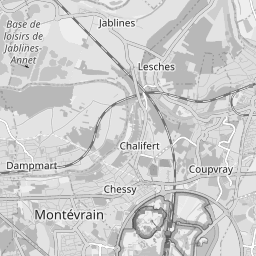 Jablines
Base de
loisirs de
Jablines-
Annet
Lesches
Chalifert
Dampmart
Coupvray
Chessy
Montévrain